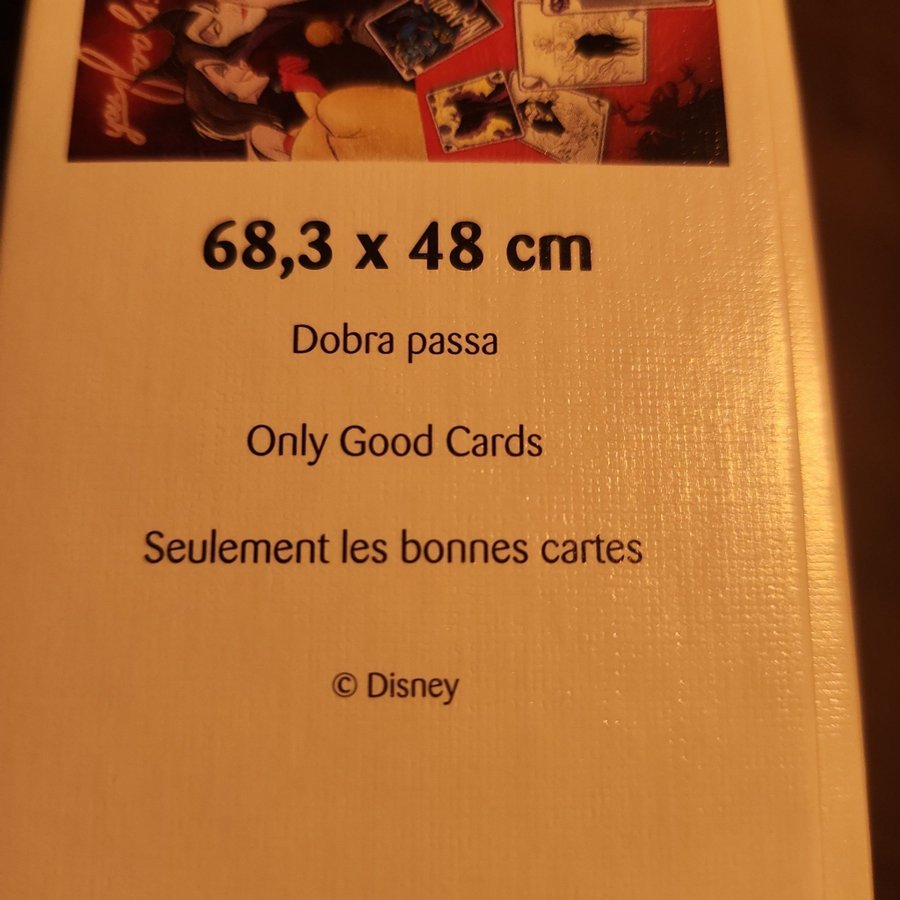 68,3 x 48 cm
Dobra passa
Only Good Cards
Seulement les bonnes cartes
© Disney